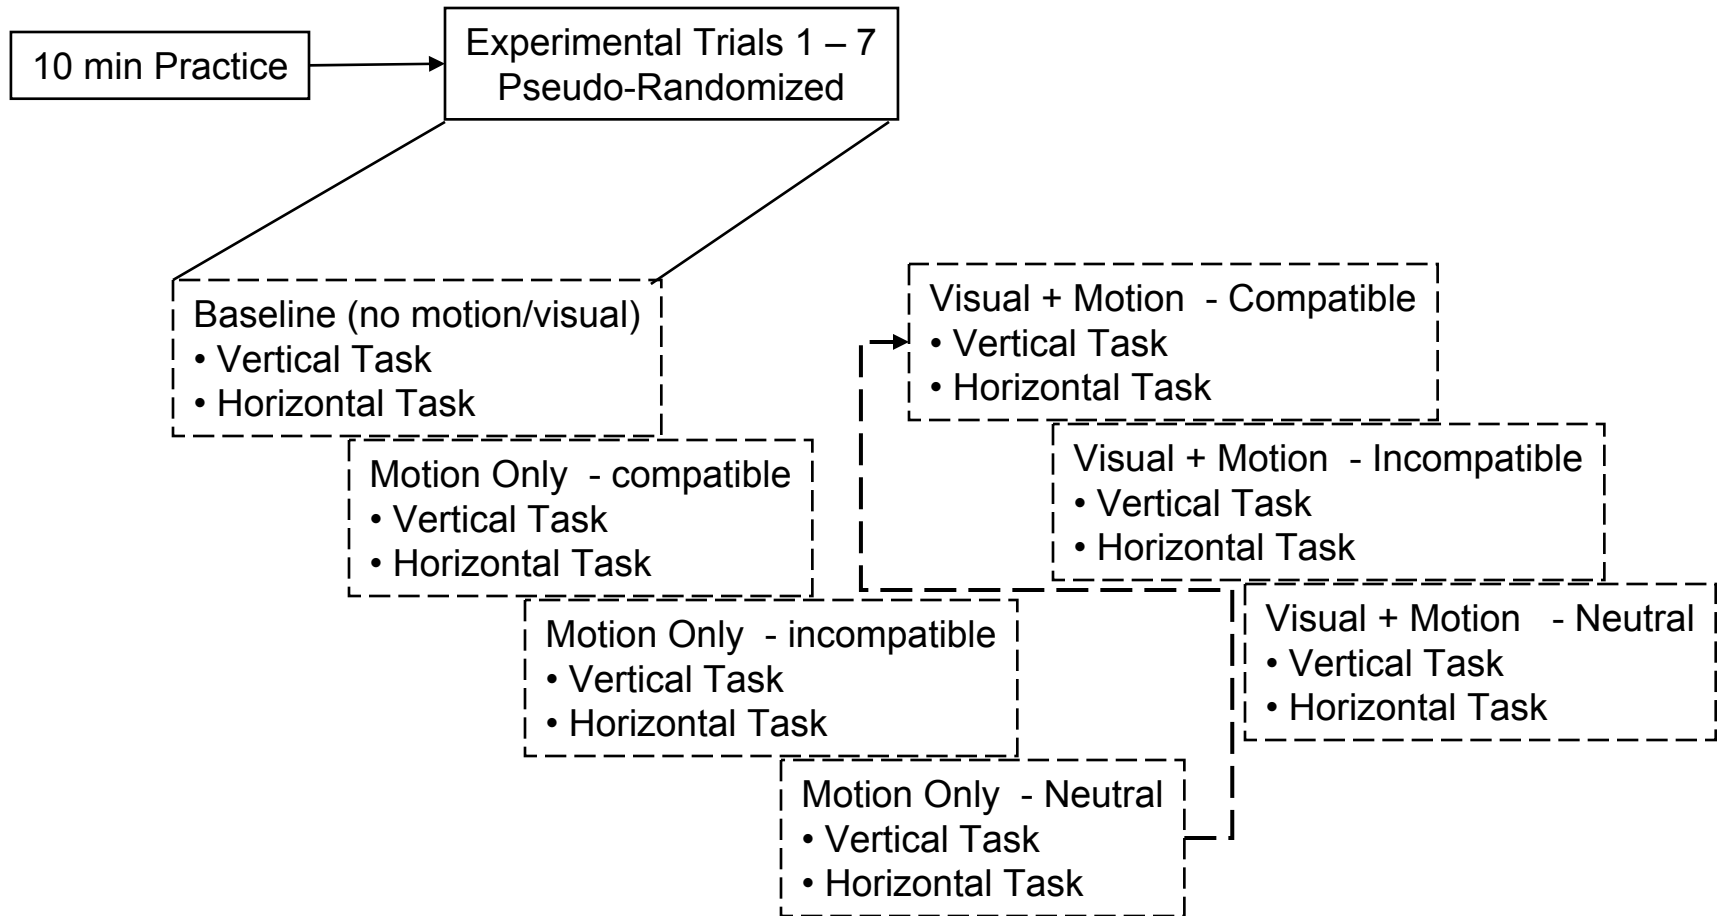 10 min Practice
Experimental Trials 1 – 7
Pseudo-Randomized
Baseline (no motion/visual)
• Vertical Task
• Horizontal Task
Motion Only - compatible
• Vertical Task
• Horizontal Task
Motion Only - incompatible
• Vertical Task
• Horizontal Task
Motion Only - Neutral
• Vertical Task
• Horizontal Task
Visual + Motion - Compatible
• Vertical Task
• Horizontal Task
Visual + Motion - Incompatible
• Vertical Task
• Horizontal Task
Visual + Motion - Neutral
• Vertical Task
• Horizontal Task